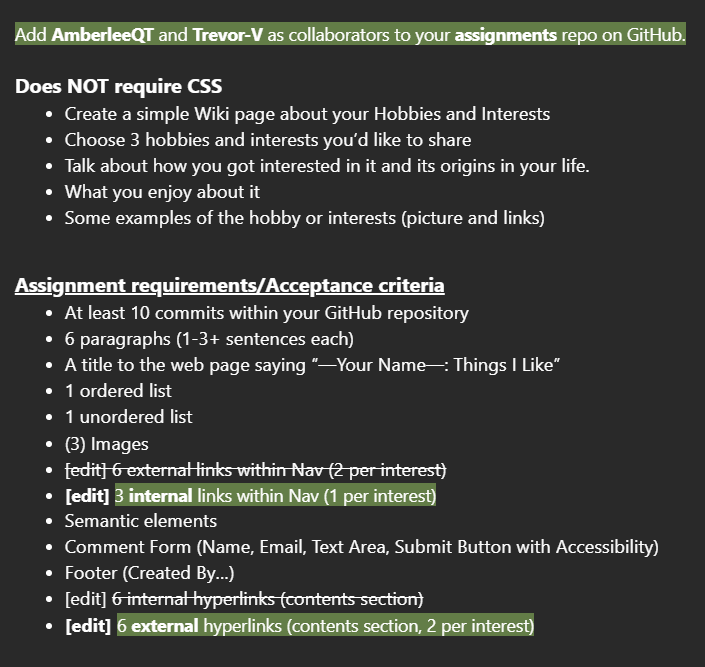 Add AmberleeQT and Trevor-V as collaborators to your assignments repo on GitHub.
Does NOT require CSS
• Create a simple Wiki page about your Hobbies and Interests
• Choose 3 hobbies and interests you’d like to share
• Talk about how you got interested in it and its origins in your life.
• What you enjoy about it
• Some examples of the hobby or interests (picture and links)
Assignment requirements/Acceptance criteria
• At least 10 commits within your GitHub repository
• 6 paragraphs (1-3+ sentences each)
• A title to the web page saying “—Your Name—: Things I Like”
• 1 ordered list
• 1 unordered list
• (3) Images
• [edit] 6 external links within Nav (2 per interest)
• [edit] 3 internal links within Nav (1 per interest)
• Semantic elements
• Comment Form (Name, Email, Text Area, Submit Button with Accessibility)
• Footer (Created By...)
• [edit] 6 internal hyperlinks (contents section)
• [edit] 6 external hyperlinks (contents section, 2 per interest)